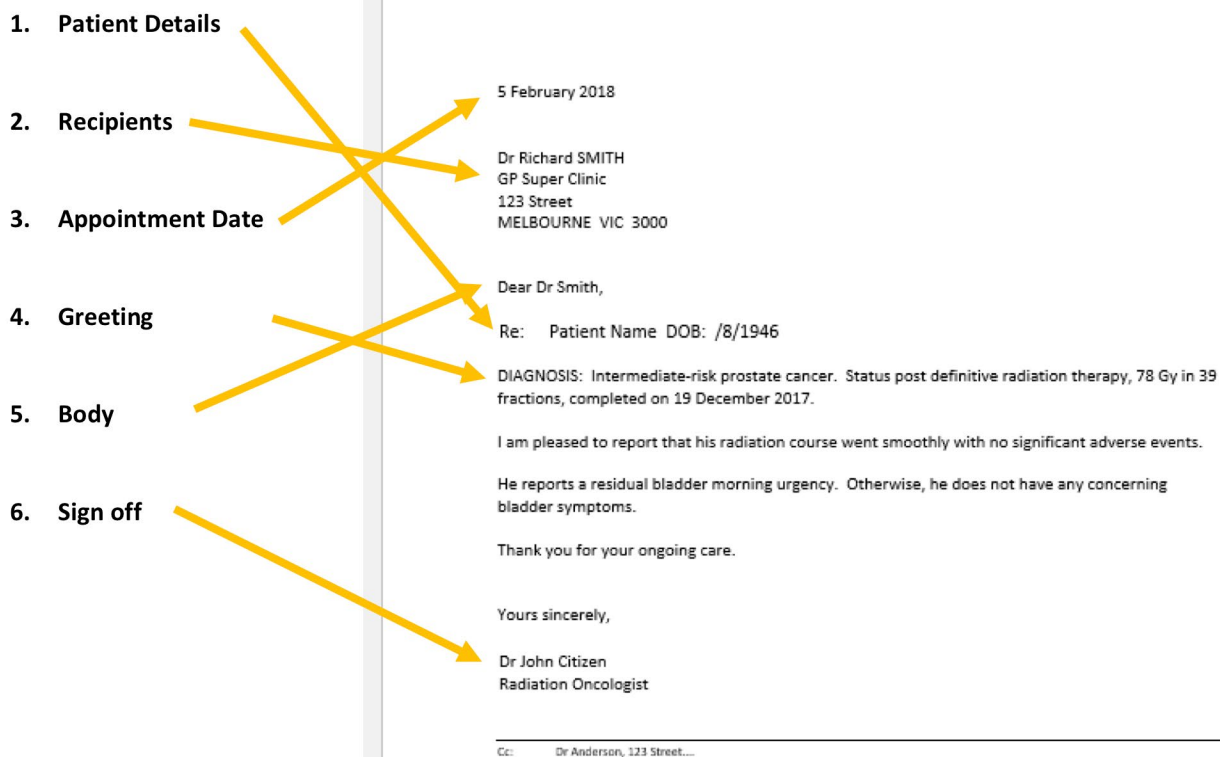 1. Patient Details
2. Recipients
3. Appointment Date
4. Greeting
5. Body
6. Sign off
5 February 2018
Dr Richard SMITH
GP Super Clinic
123 Street
MELBOURNE VIC 3000
Dear Dr Smith,
Re: Patient Name DOB: /8/1946
DIAGNOSIS: Intermediate-risk prostate cancer. Status post definitive radiation therapy, 78 Gy in 39
fractions, completed on 19 December 2017.
I am pleased to report that his radiation course went smoothly with no significant adverse events.
He reports a residual bladder morning urgency. Otherwise, he does not have any concerning
bladder symptoms.
Thank you for your ongoing care.
Yours sincerely,
Dr John Citizen
Radiation Oncologist
Cc: Dr Anderson, 123 Street....